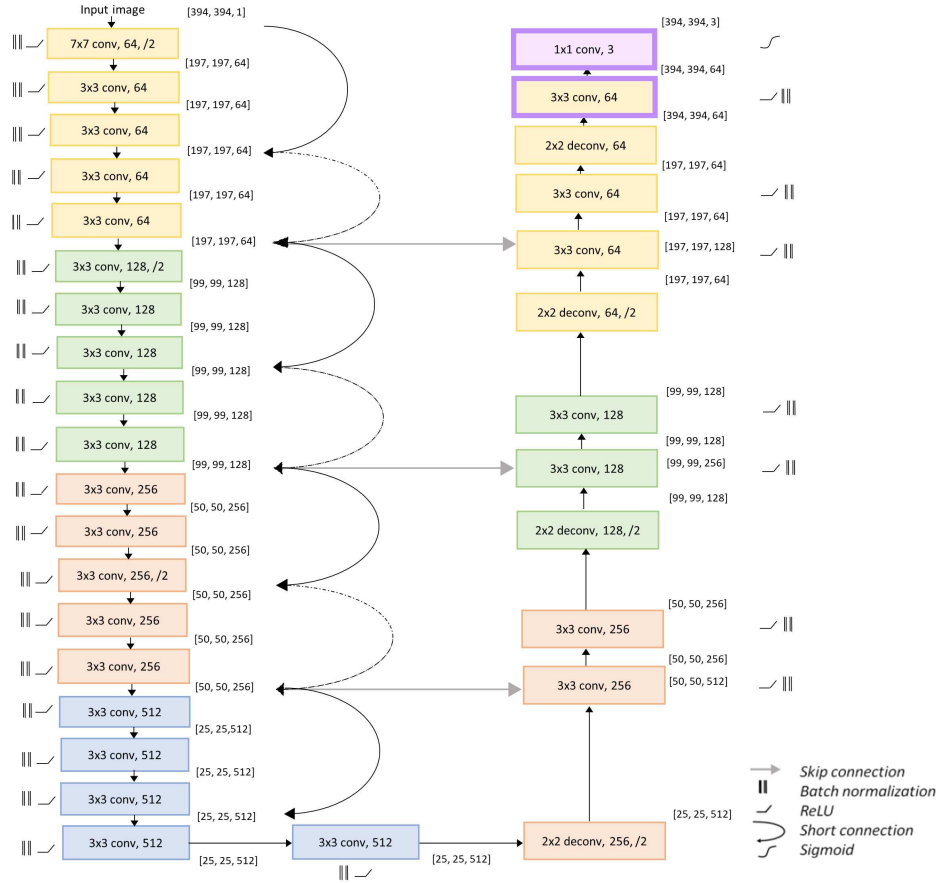 Input image
[394, 394, 1]
7x7 conv, 64, /2
[197, 197, 64]
3x3 conv, 64
[197, 197, 64]
3x3 conv, 64
[197, 197, 64]
3x3 conv, 64
[197, 197, 64]
3x3 conv, 64
[197, 197, 64]
3x3 conv, 128, /2
[99, 99, 128]
3x3 conv, 128
[99, 99, 128]
3x3 conv, 128
[99, 99, 128]
3x3 conv, 128
[99, 99, 128]
3x3 conv, 128
[99, 99, 128]
3x3 conv, 256
[50, 50, 256]
3x3 conv, 256
[50, 50, 256]
3x3 conv, 256, /2
[50, 50, 256]
3x3 conv, 256
[50, 50, 256]
3x3 conv, 256
[50, 50, 256]
3x3 conv, 512
[25, 25,512]
3x3 conv, 512
[25, 25, 512]
3x3 conv, 512
[25, 25, 512]
3x3 conv, 512
[25, 25, 512]
3x3 conv, 512
[25, 25, 512]
2x2 deconv, 256, /2
[25, 25, 512]
[394, 394, 3]
1x1 conv, 3
[394, 394, 64]
3x3 conv, 64
[394, 394, 64]
2x2 deconv, 64
[197, 197, 64]
3x3 conv, 64
[197, 197, 64]
3x3 conv, 64
[197, 197, 128]
[197, 197, 64]
2x2 deconv, 64, /2
[99, 99, 128]
3x3 conv, 128
[99, 99, 128]
3x3 conv, 128
[99, 99, 256]
[99, 99, 128]
2x2 deconv, 128, /2
[50, 50, 256]
3x3 conv, 256
[50, 50, 256]
3x3 conv, 256
[50, 50, 512]
Skip connection
Batch normalization
ReLU
Short connection
Sigmoid